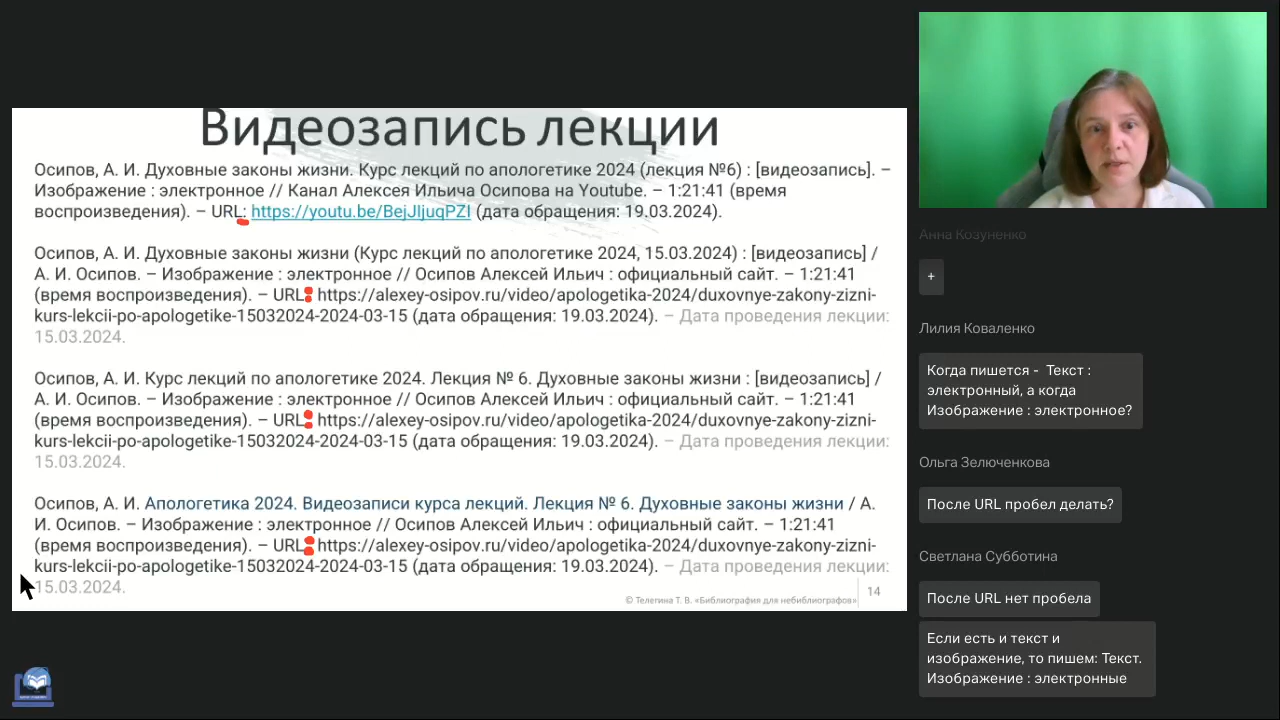 Видеозапись лекции
Осипов, А. И. Духовные законы жизни. Курс лекций по апологетике 2024 (лекция №6) : [видеозапись]. –
Изображение : электронное // Канал Алексея Ильича Осипова на Youtube. – 1:21:41 (время
воспроизведения). – URL: https://youtu.be/BejJIjuqPZI (дата обращения: 19.03.2024).
Осипов, А. И. Духовные законы жизни (Курс лекций по апологетике 2024, 15.03.2024) : [видеозапись] /
А. И. Осипов. – Изображение : электронное // Осипов Алексей Ильич : официальный сайт. – 1:21:41
(время воспроизведения). – URL: https://alexey-osipov.ru/video/apologetika-2024/duxovnye-zakony-zizni-
kurs-lekcii-po-apologetike-15032024-2024-03-15 (дата обращения: 19.03.2024). – Дата проведения лекции:
15.03.2024.
Осипов, А. И. Курс лекций по апологетике 2024. Лекция № 6. Духовные законы жизни : [видеозапись] /
А. И. Осипов. – Изображение : электронное // Осипов Алексей Ильич : официальный сайт. – 1:21:41
(время воспроизведения). – URL: https://alexey-osipov.ru/video/apologetika-2024/duxovnye-zakony-zizni-
kurs-lekcii-po-apologetike-15032024-2024-03-15 (дата обращения: 19.03.2024). – Дата проведения лекции:
15.03.2024.
Осипов, А. И. Апологетика 2024. Видеозаписи курса лекций. Лекция № 6. Духовные законы жизни / А.
И. Осипов. – Изображение : электронное // Осипов Алексей Ильич : официальный сайт. – 1:21:41
(время воспроизведения). – URL: https://alexey-osipov.ru/video/apologetika-2024/duxovnye-zakony-zizni-
kurs-lekcii-po-apologetike-15032024-2024-03-15 (дата обращения: 19.03.2024). – Дата проведения лекции:
15.03.2024.
© Телегина Т. В. «Библиография для небиблиографов»
14
Анна Козуненко
+
Лилия Коваленко
Когда пишется - Текст :
электронный, а когда
Изображение : электронное?
Ольга Зелюченкова
После URL пробел делать?
Светлана Субботина
После URL нет пробела
Если есть и текст и
изображение, то пишем: Текст.
Изображение : электронные